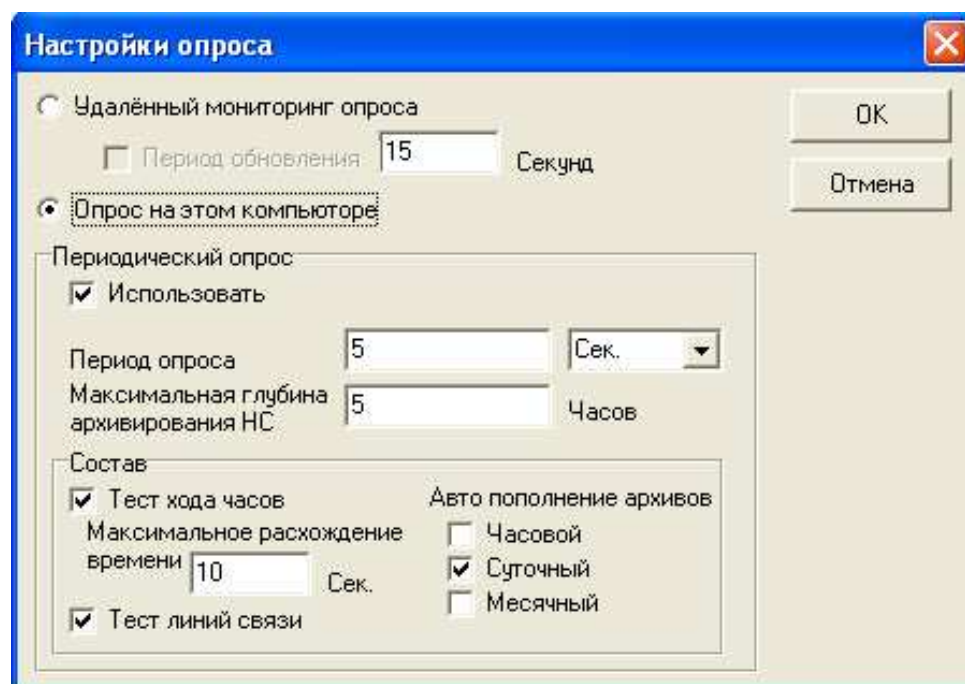 Настройки опроса
Удалённый мониторинг опроса
OK
Период обновления 15 Секунд
Отмена
Опрос на этом компьюторе
Периодический опрос
Использовать
Период опроса 5 Сек.
Максимальная глубина
архивирования НС 5 Часов
Состав
Тест хода часов
Авто пополнение архивов
Максимальное расхождение
времени 10 Сек.
Часовой
Суточный
Месячный
Тест линий связи